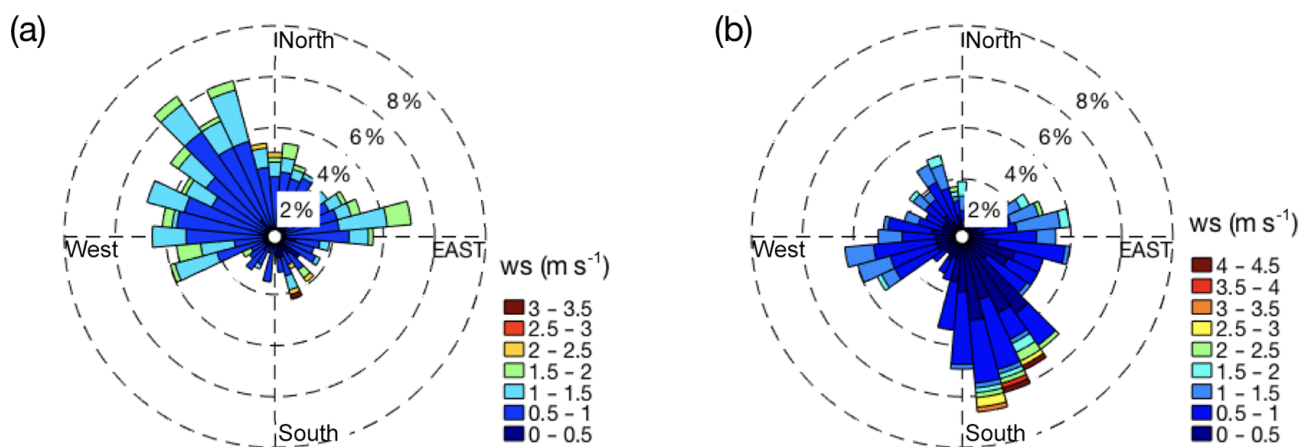 (a)
North
8%
6%
4%
2%
West
EAST
South
ws (m s⁻¹)
3 – 3.5
2.5 – 3
2 – 2.5
1.5 – 2
1 – 1.5
0.5 – 1
0 – 0.5
(b)
North
8%
6%
4%
2%
West
EAST
South
ws (m s⁻¹)
4 – 4.5
3.5 – 4
3 – 3.5
2.5 – 3
2 – 2.5
1.5 – 2
1 – 1.5
0.5 – 1
0 – 0.5